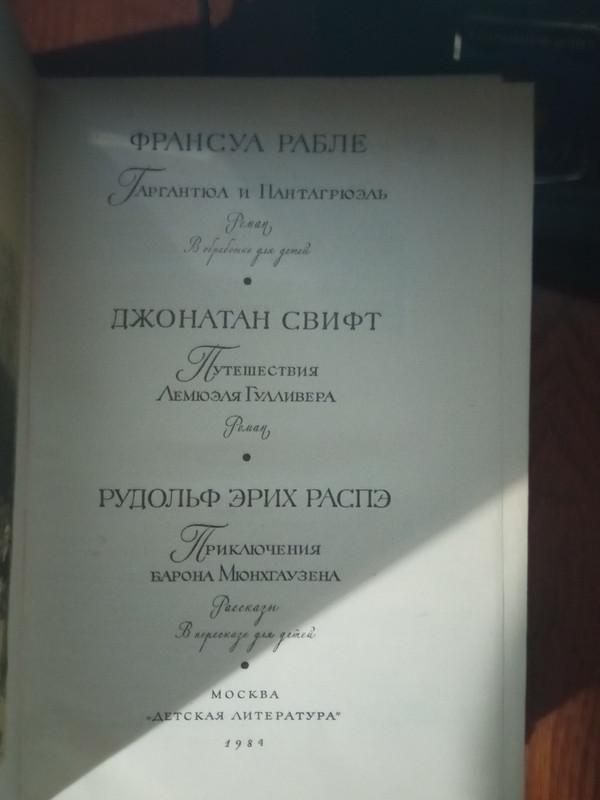 ФРАНСУА РАБЛЕ
Гаргантюа и Пантагрюэль
Роман
В обработке для детей
•
ДЖОНАТАН СВИФТ
Путешествия
Лемюэля Гулливера
Роман
•
РУДОЛЬФ ЭРИХ РАСПЭ
Приключения
барона Мюнхгаузена
Рассказы
В пересказе для детей
•
МОСКВА
«ДЕТСКАЯ ЛИТЕРАТУРА»
1984